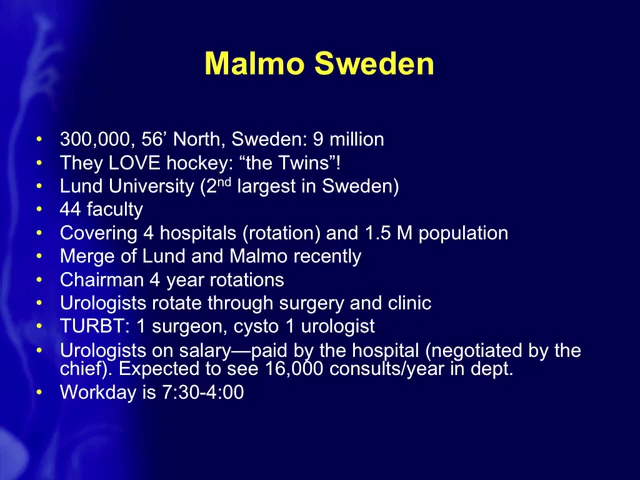 Malmo Sweden
• 300,000, 56’ North, Sweden: 9 million
• They LOVE hockey: “the Twins”!
• Lund University (2nd largest in Sweden)
• 44 faculty
• Covering 4 hospitals (rotation) and 1.5 M population
• Merge of Lund and Malmo recently
• Chairman 4 year rotations
• Urologists rotate through surgery and clinic
• TURBT: 1 surgeon, cysto 1 urologist
• Urologists on salary—paid by the hospital (negotiated by the
chief). Expected to see 16,000 consults/year in dept.
• Workday is 7:30-4:00